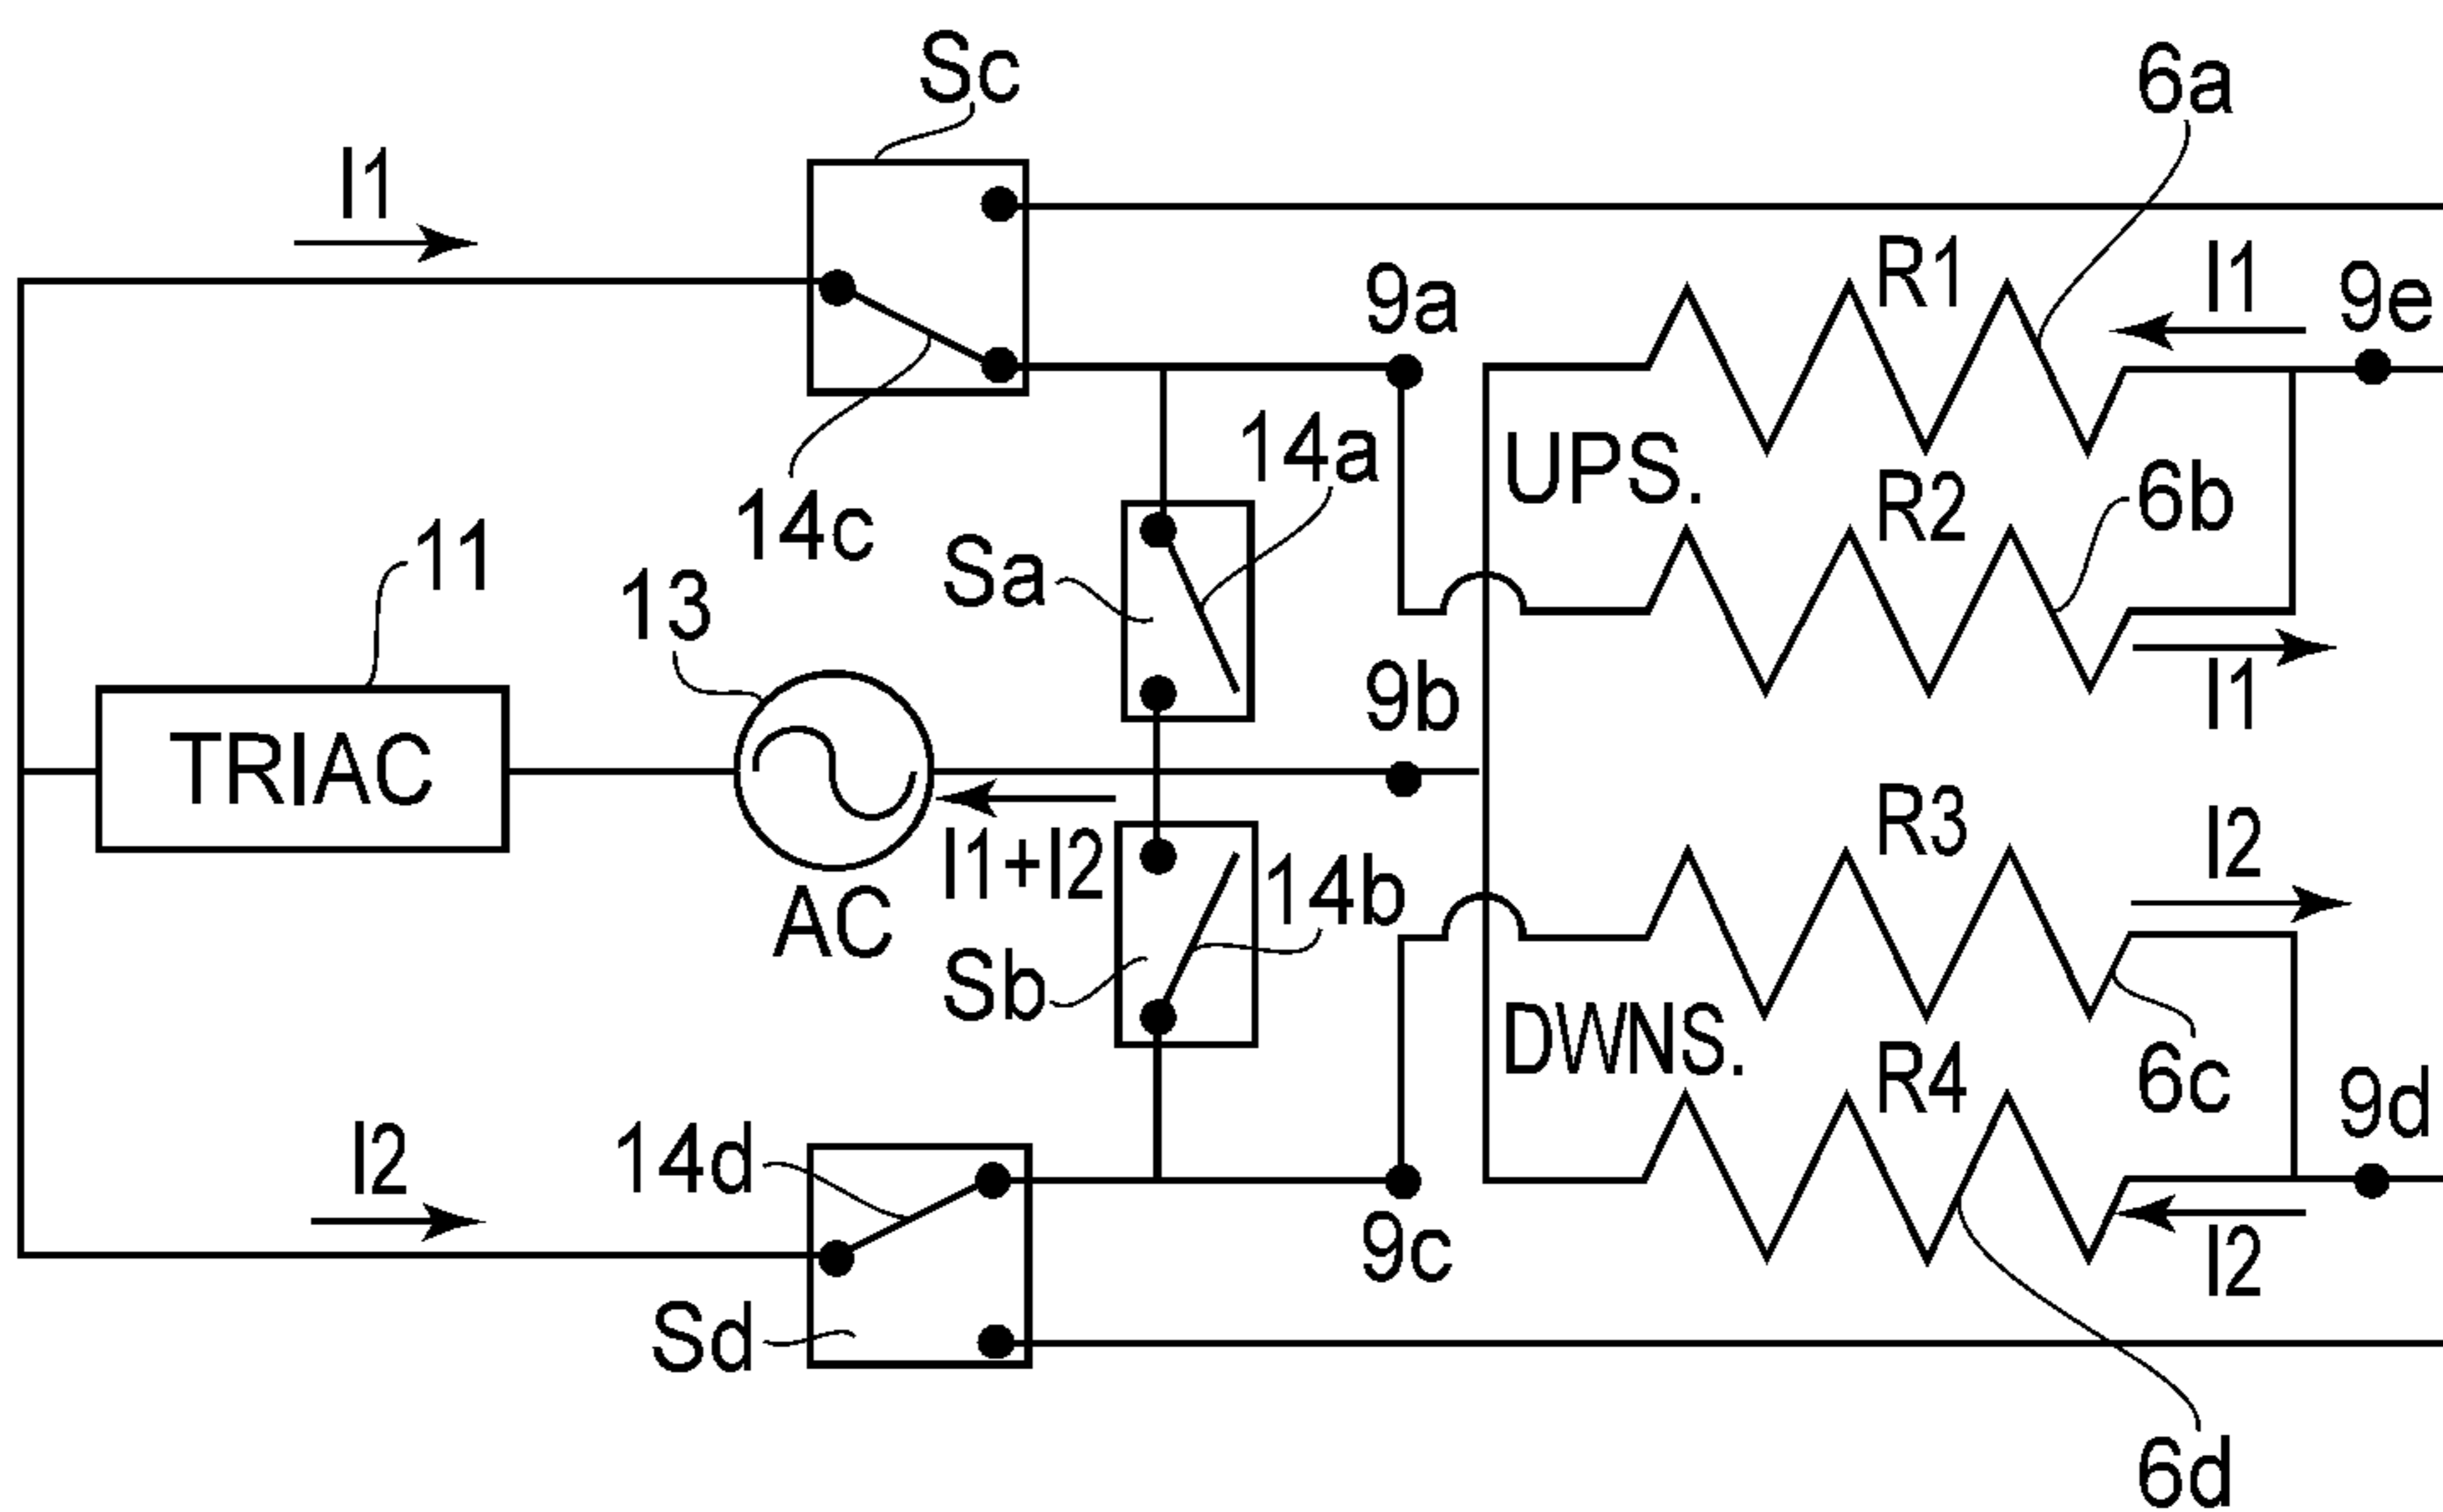 Sc
6a
I1
R1
I1
9e
9a
14a
UPS.
14c
R2
6b
11
Sa
13
9b
I1
TRIAC
R3
I2
I1+I2
14b
AC
Sb
DWNS.
6c
R4
9d
I2
14d
9c
I2
Sd
6d